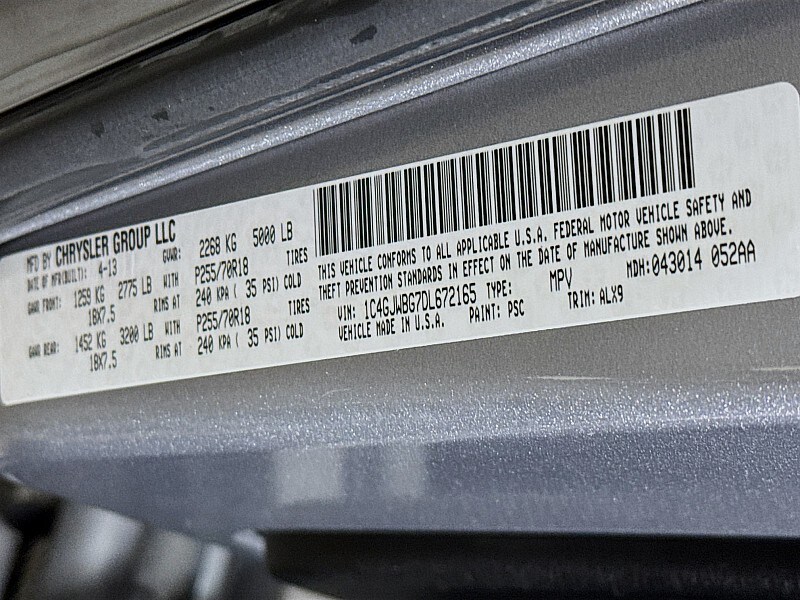 MFD BY CHRYSLER GROUP LLC
DATE OF MFR(BUILT): 4-13 GVWR: 2268 KG 5000 LB
GAWR FRONT: 1259 KG 2775 LB WITH P255/70R18 TIRES
18X7.5 RIMS AT 240 KPA ( 35 PSI) COLD
GAWR REAR: 1452 KG 3200 LB WITH P255/70R18 TIRES
18X7.5 RIMS AT 240 KPA ( 35 PSI) COLD
THIS VEHICLE CONFORMS TO ALL APPLICABLE U.S.A. FEDERAL MOTOR VEHICLE SAFETY AND
THEFT PREVENTION STANDARDS IN EFFECT ON THE DATE OF MANUFACTURE SHOWN ABOVE.
VIN: 1C4GJWBG7DL672165 TYPE: MPV MDH:043014 052AA
VEHICLE MADE IN U.S.A. PAINT: PSC TRIM: ALX9